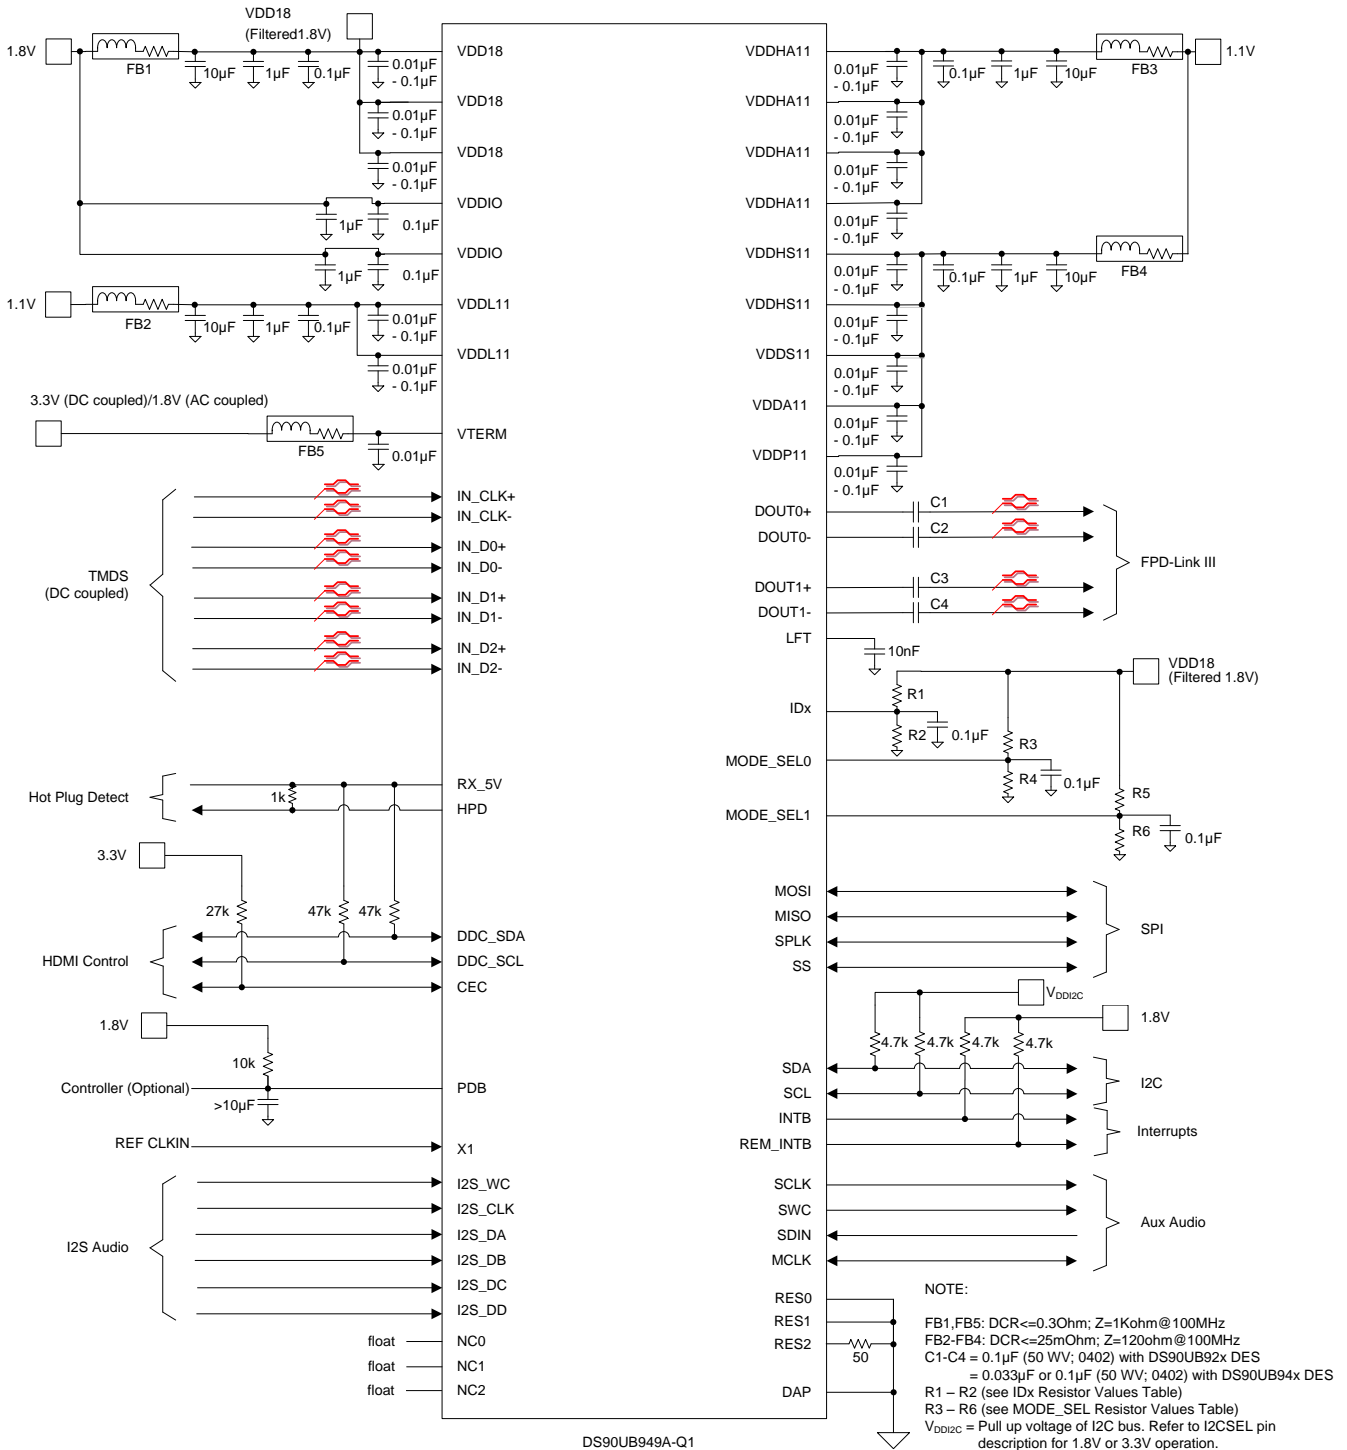 VDD18
(Filtered1.8V)
1.8V
FB1
10µF
1µF
0.1µF
0.01µF
- 0.1µF
VDD18
0.01µF
- 0.1µF
VDD18
0.01µF
- 0.1µF
VDD18
1µF
0.1µF
VDDIO
1µF
0.1µF
VDDIO
1.1V
FB2
10µF
1µF
0.1µF
0.01µF
- 0.1µF
VDDL11
0.01µF
- 0.1µF
VDDL11
3.3V (DC coupled)/1.8V (AC coupled)
FB5
0.01µF
VTERM
TMDS
(DC coupled)
IN_CLK+
IN_CLK-
IN_D0+
IN_D0-
IN_D1+
IN_D1-
IN_D2+
IN_D2-
Hot Plug Detect
1k
RX_5V
HPD
3.3V
27k
47k
47k
HDMI Control
DDC_SDA
DDC_SCL
CEC
1.8V
10k
Controller (Optional)
>10µF
PDB
REF CLKIN
X1
I2S Audio
I2S_WC
I2S_CLK
I2S_DA
I2S_DB
I2S_DC
I2S_DD
float
NC0
float
NC1
float
NC2
VDDHA11
0.01µF
- 0.1µF
0.1µF
1µF
10µF
FB3
1.1V
VDDHA11
0.01µF
- 0.1µF
VDDHA11
0.01µF
- 0.1µF
VDDHA11
0.01µF
- 0.1µF
VDDHS11
0.01µF
- 0.1µF
0.1µF
1µF
10µF
FB4
VDDHS11
0.01µF
- 0.1µF
VDDS11
0.01µF
- 0.1µF
VDDA11
0.01µF
- 0.1µF
VDDP11
0.01µF
- 0.1µF
DOUT0+
C1
DOUT0-
C2
DOUT1+
C3
DOUT1-
C4
FPD-Link III
LFT
10nF
VDD18
(Filtered 1.8V)
IDx
R1
R2
0.1µF
MODE_SEL0
R3
R4
0.1µF
MODE_SEL1
R5
R6
0.1µF
MOSI
MISO
SPLK
SS
SPI
VDDI2C
1.8V
4.7k
4.7k
4.7k
4.7k
SDA
SCL
I2C
INTB
REM_INTB
Interrupts
SCLK
SWC
SDIN
MCLK
Aux Audio
RES0
RES1
RES2
50
DAP
DS90UB949A-Q1
NOTE:
FB1,FB5: DCR<=0.3Ohm; Z=1Kohm@100MHz
FB2-FB4: DCR<=25mOhm; Z=120ohm@100MHz
C1-C4 = 0.1µF (50 WV; 0402) with DS90UB92x DES
= 0.033µF or 0.1µF (50 WV; 0402) with DS90UB94x DES
R1 – R2 (see IDx Resistor Values Table)
R3 – R6 (see MODE_SEL Resistor Values Table)
VDDI2C = Pull up voltage of I2C bus. Refer to I2CSEL pin
description for 1.8V or 3.3V operation.